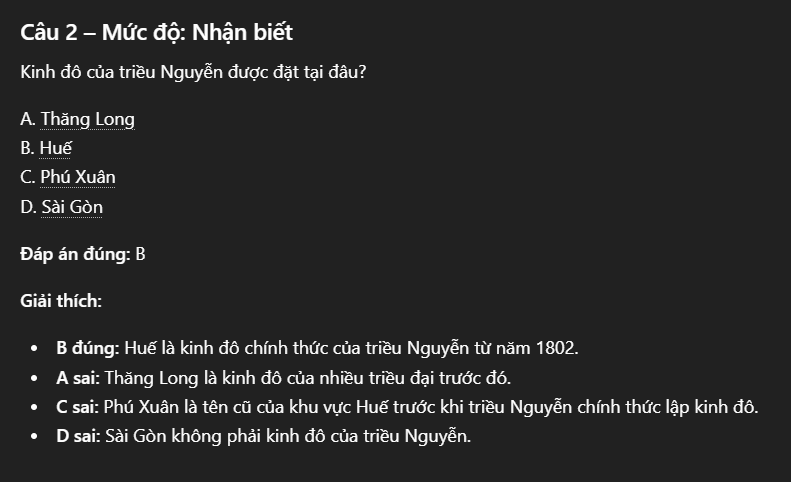 Câu 2 – Mức độ: Nhận biết
Kinh đô của triều Nguyễn được đặt tại đâu?
A. Thăng Long
B. Huế
C. Phú Xuân
D. Sài Gòn
Đáp án đúng: B
Giải thích:
• B đúng: Huế là kinh đô chính thức của triều Nguyễn từ năm 1802.
• A sai: Thăng Long là kinh đô của nhiều triều đại trước đó.
• C sai: Phú Xuân là tên cũ của khu vực Huế trước khi triều Nguyễn chính thức lập kinh đô.
• D sai: Sài Gòn không phải kinh đô của triều Nguyễn.